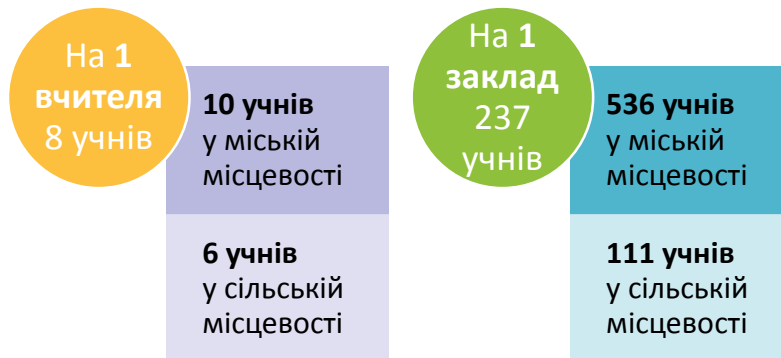 На 1
вчителя
8 учнів
10 учнів
у міській
місцевості
6 учнів
у сільській
місцевості
На 1
заклад
237
учнів
536 учнів
у міській
місцевості
111 учнів
у сільській
місцевості